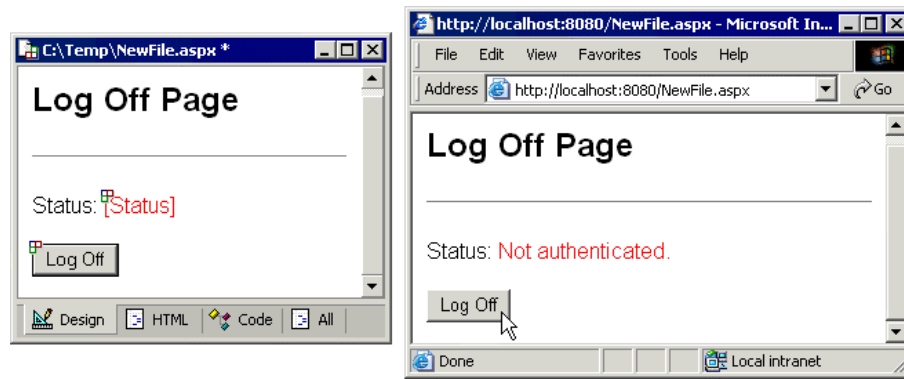 C:\Temp\NewFile.aspx *
Log Off Page
Status: [Status]
Log Off
Design HTML Code All
http://localhost:8080/NewFile.aspx - Microsoft In...
File Edit View Favorites Tools Help
Address http://localhost:8080/NewFile.aspx Go
Log Off Page
Status: Not authenticated.
Log Off
Done Local intranet